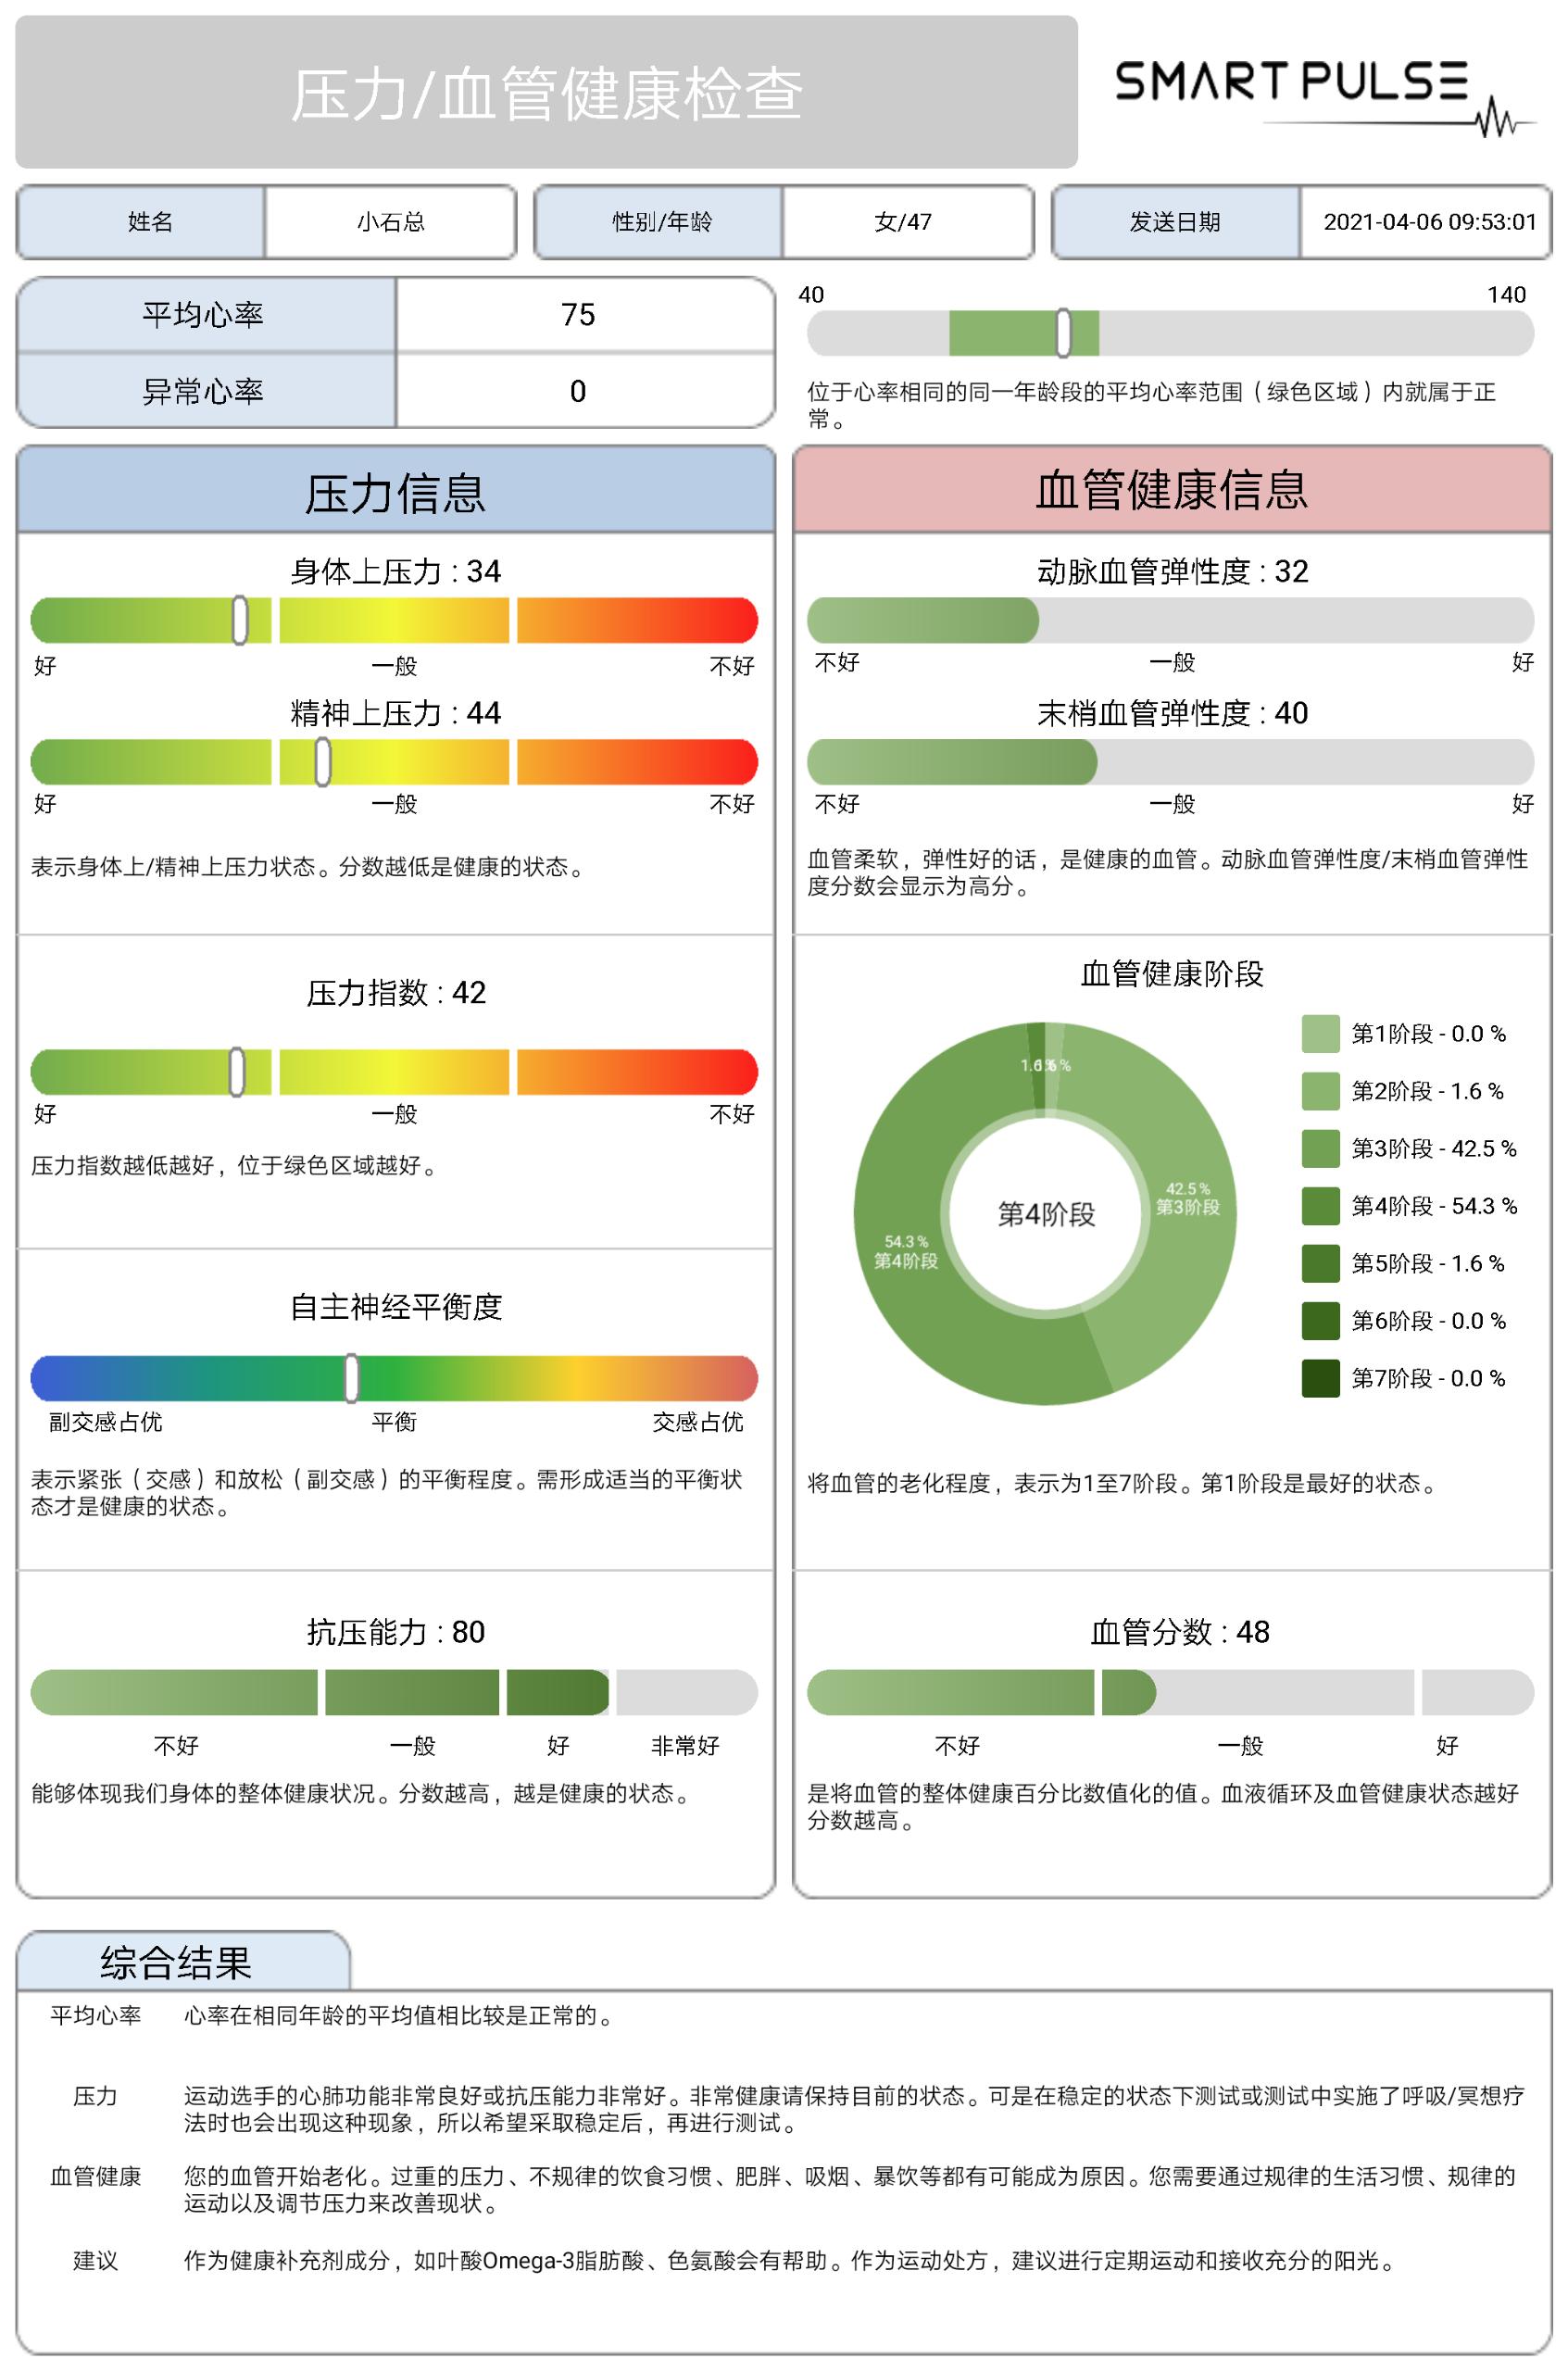 压力/血管健康检查
SMART PULSE
姓名
小石总
性别/年龄
女/47
发送日期
2021-04-06 09:53:01
平均心率
75
异常心率
0
40
140
位于心率相同的同一年龄段的平均心率范围（绿色区域）内就属于正
常。
压力信息
身体上压力 : 34
好
一般
不好
精神上压力 : 44
好
一般
不好
表示身体上/精神上压力状态。分数越低是健康的状态。
压力指数 : 42
好
一般
不好
压力指数越低越好，位于绿色区域越好。
自主神经平衡度
副交感占优
平衡
交感占优
表示紧张（交感）和放松（副交感）的平衡程度。需形成适当的平衡状
态才是健康的状态。
抗压能力 : 80
不好
一般
好
非常好
能够体现我们身体的整体健康状况。分数越高，越是健康的状态。
血管健康信息
动脉血管弹性度 : 32
不好
一般
好
末梢血管弹性度 : 40
不好
一般
好
血管柔软，弹性好的话，是健康的血管。动脉血管弹性度/末梢血管弹性
度分数会显示为高分。
血管健康阶段
42.5 %
第3阶段
第4阶段
54.3 %
第4阶段
第1阶段 - 0.0 %
第2阶段 - 1.6 %
第3阶段 - 42.5 %
第4阶段 - 54.3 %
第5阶段 - 1.6 %
第6阶段 - 0.0 %
第7阶段 - 0.0 %
将血管的老化程度，表示为1至7阶段。第1阶段是最好的状态。
血管分数 : 48
不好
一般
好
是将血管的整体健康百分比数值化的值。血液循环及血管健康状态越好
分数越高。
综合结果
平均心率
心率在相同年龄的平均值相比较是正常的。
压力
运动选手的心肺功能非常良好或抗压能力非常好。非常健康请保持目前的状态。可是在稳定的状态下测试或测试中实施了呼吸/冥想疗
法时也会出现这种现象，所以希望采取稳定后，再进行测试。
血管健康
您的血管开始老化。过重的压力、不规律的饮食习惯、肥胖、吸烟、暴饮等都有可能成为原因。您需要通过规律的生活习惯、规律的
运动以及调节压力来改善现状。
建议
作为健康补充剂成分，如叶酸Omega-3脂肪酸、色氨酸会有帮助。作为运动处方，建议进行定期运动和接收充分的阳光。